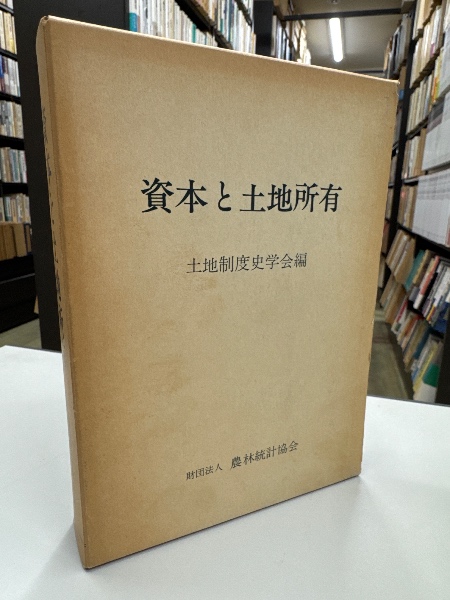 資本と土地所有
土地制度史学会編
財団法人 農林統計協会